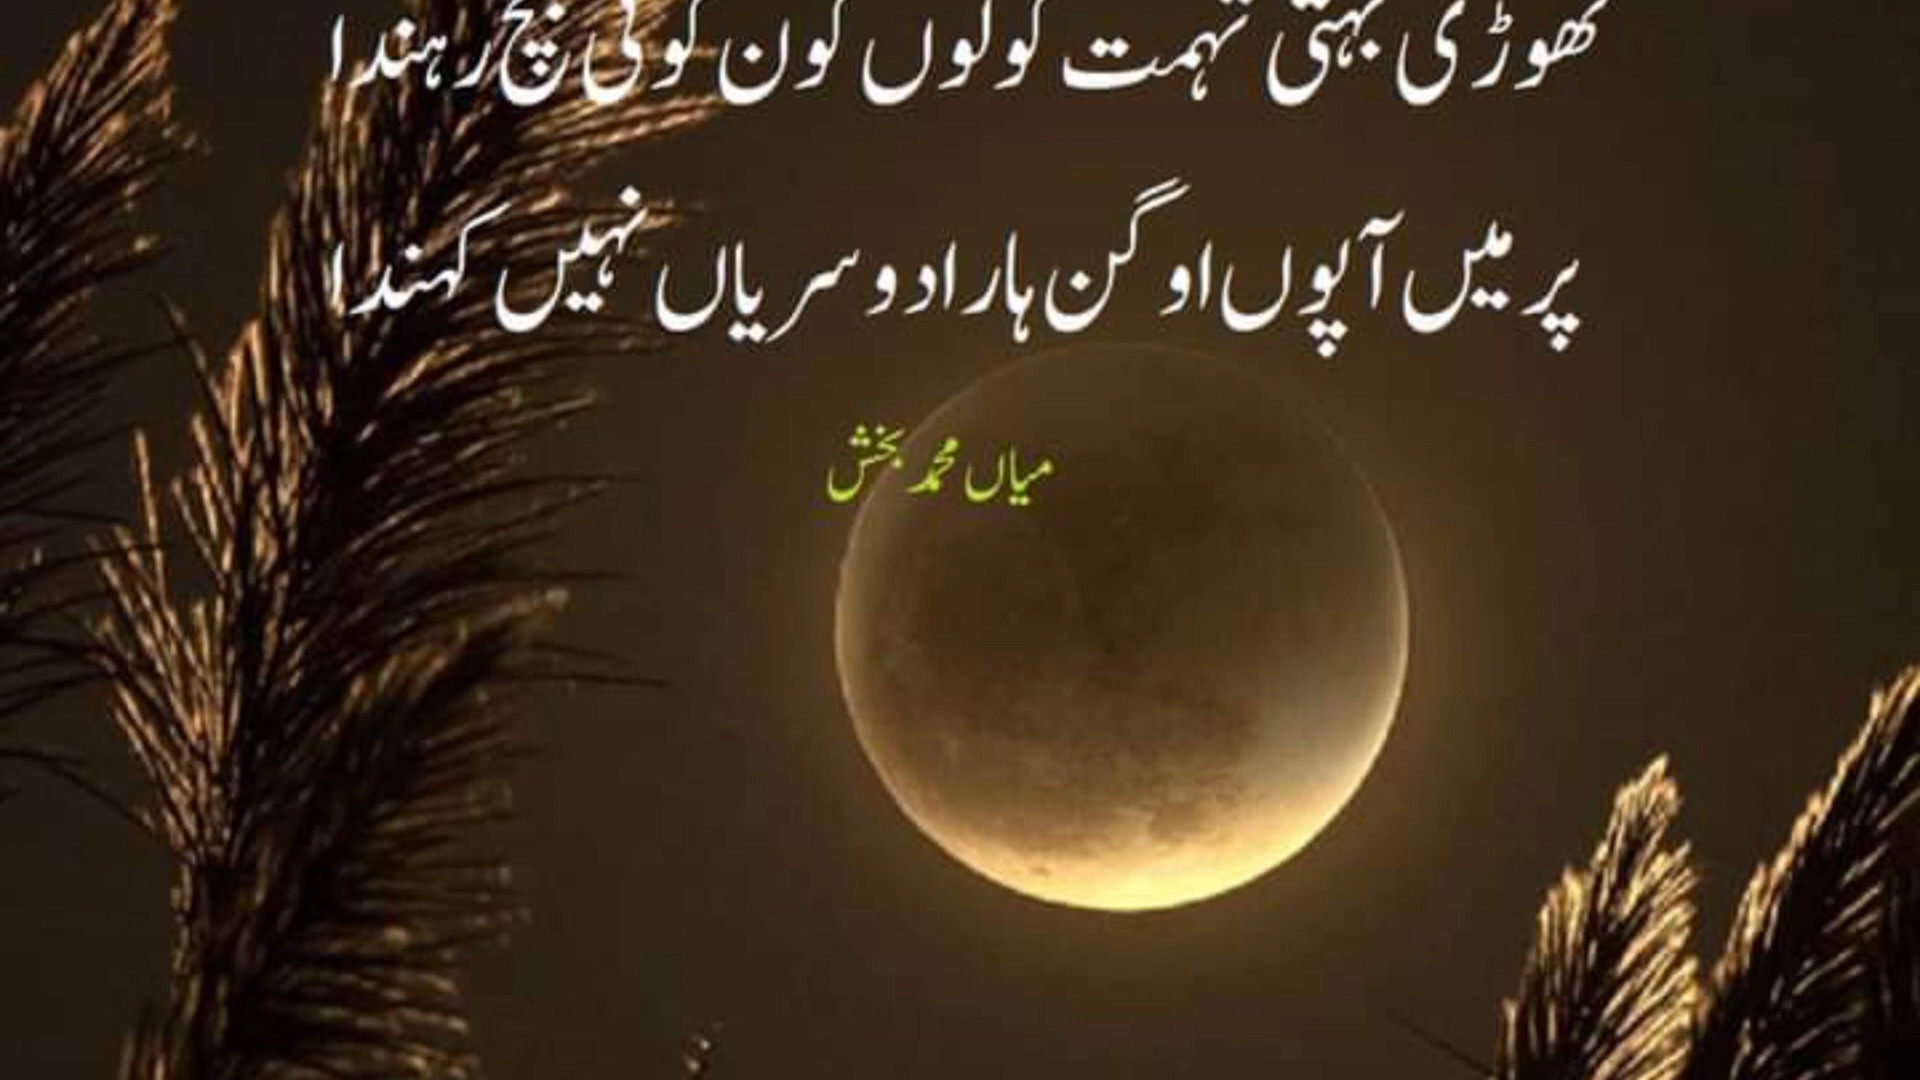 تھوڑی بہتی تہمت کولوں کون کوئی بچ رہندا
پر میں آپوں اوگن ہارا دوسریاں نہیں کہندا
میاں محمد بخش